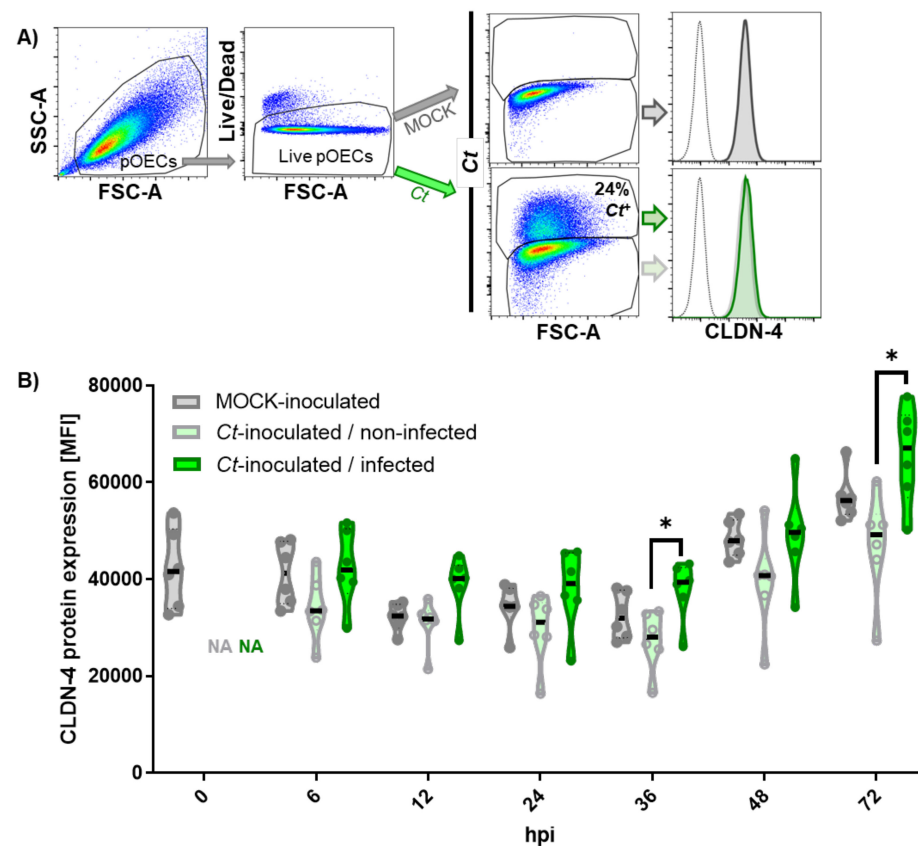 A)
SSC-A
pOECs
FSC-A
Live/Dead
Live pOECs
FSC-A
MOCK
Ct
Ct
24%
Ct+
FSC-A
CLDN-4
B)
CLDN-4 protein expression [MFI]
80000
60000
40000
20000
0
MOCK-inoculated
Ct-inoculated / non-infected
Ct-inoculated / infected
NA NA
*
*
0 6 12 24 36 48 72
hpi